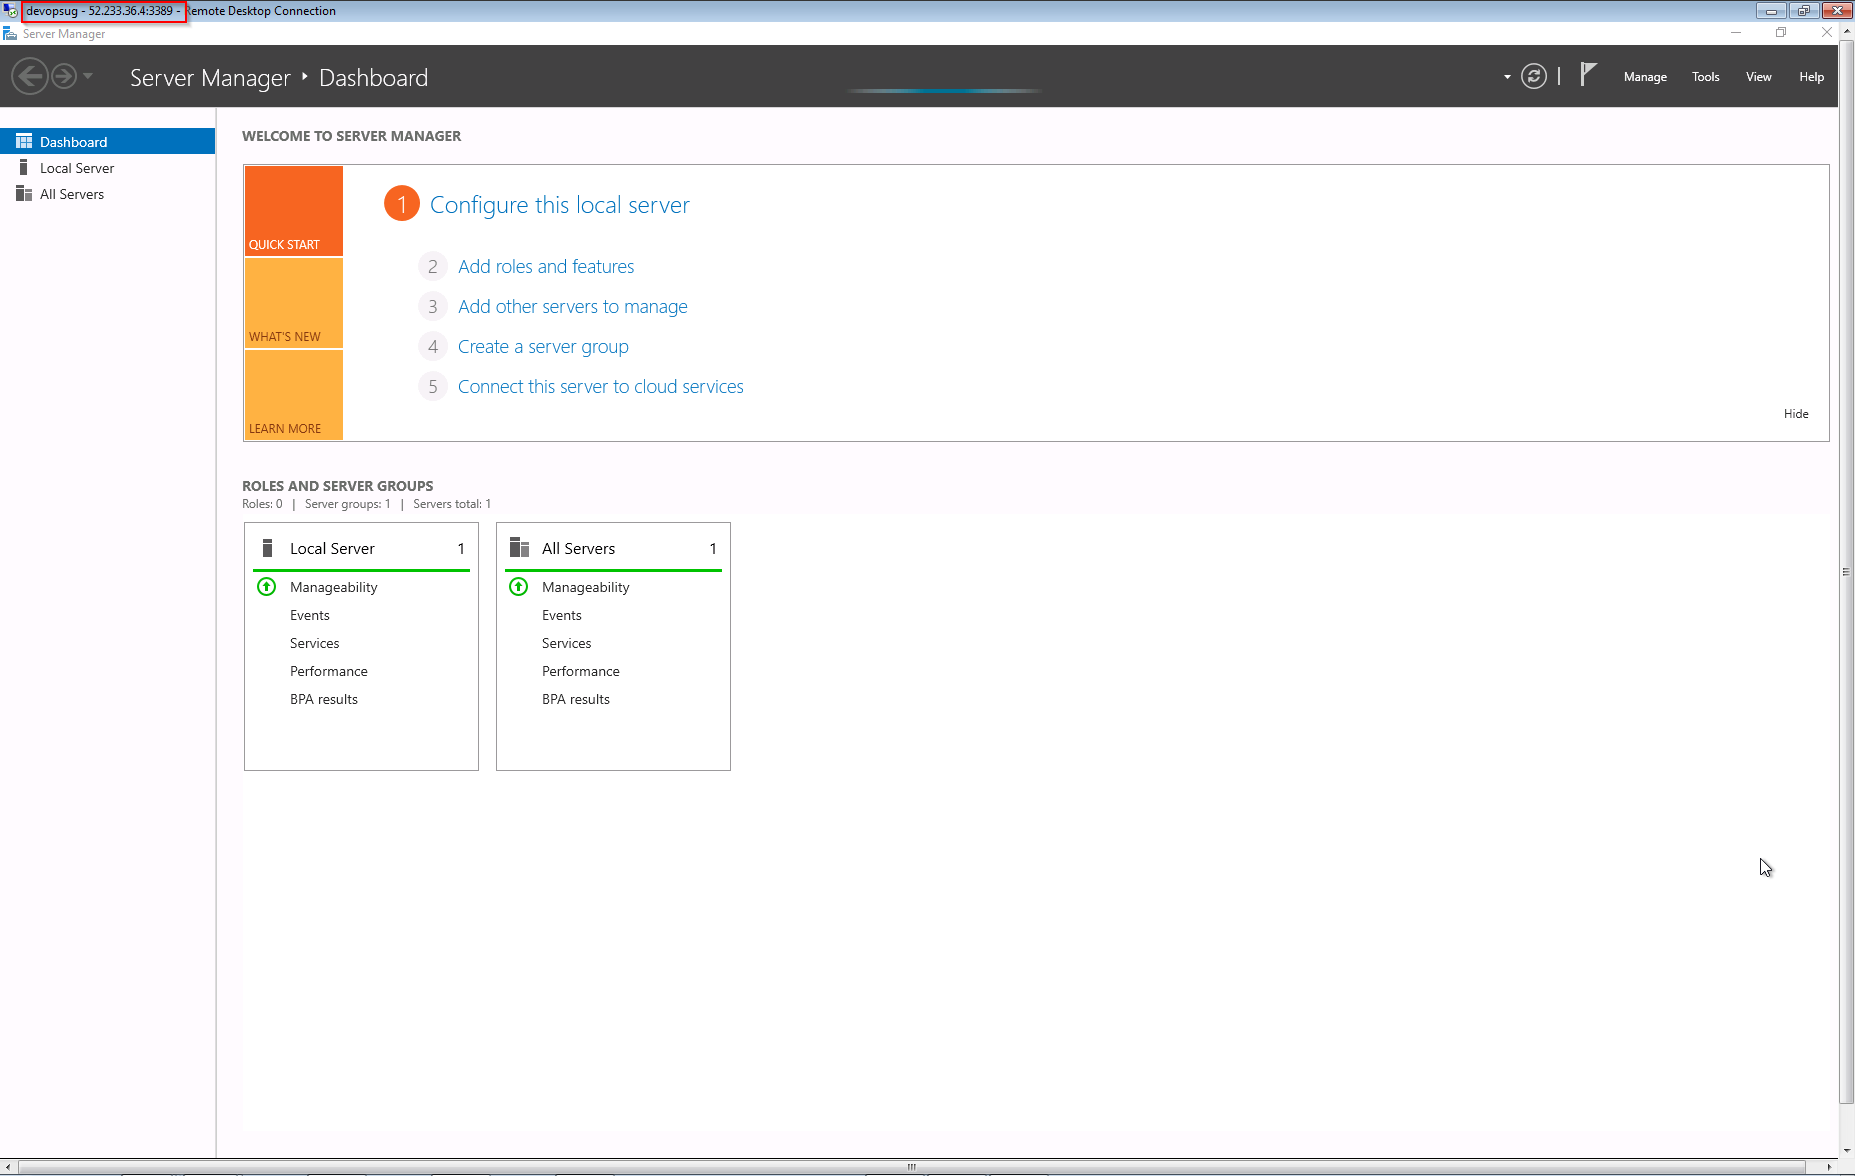 devopsug - 52.233.36.4:3389 - Remote Desktop Connection
Server Manager
Server Manager ‣ Dashboard
Manage
Tools
View
Help
Dashboard
Local Server
All Servers
WELCOME TO SERVER MANAGER
QUICK START
WHAT'S NEW
LEARN MORE
1 Configure this local server
2 Add roles and features
3 Add other servers to manage
4 Create a server group
5 Connect this server to cloud services
Hide
ROLES AND SERVER GROUPS
Roles: 0 | Server groups: 1 | Servers total: 1
Local Server 1
Manageability
Events
Services
Performance
BPA results
All Servers 1
Manageability
Events
Services
Performance
BPA results